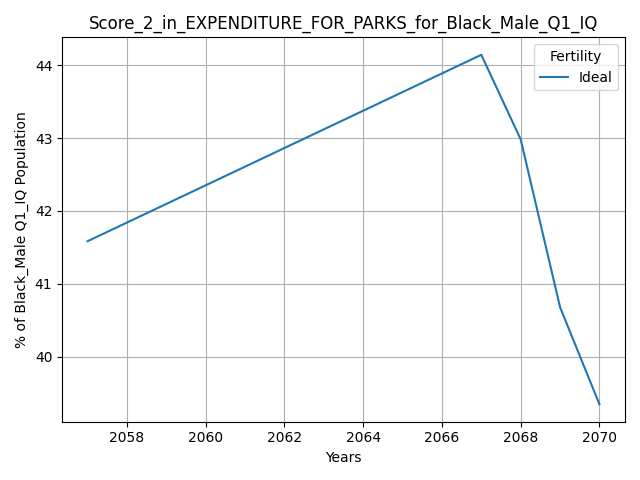 Score_2_in_EXPENDITURE_FOR_PARKS_for_Black_Male_Q1_IQ
Fertility
Ideal
% of Black_Male Q1_IQ Population
44
43
42
41
40
2058 2060 2062 2064 2066 2068 2070
Years